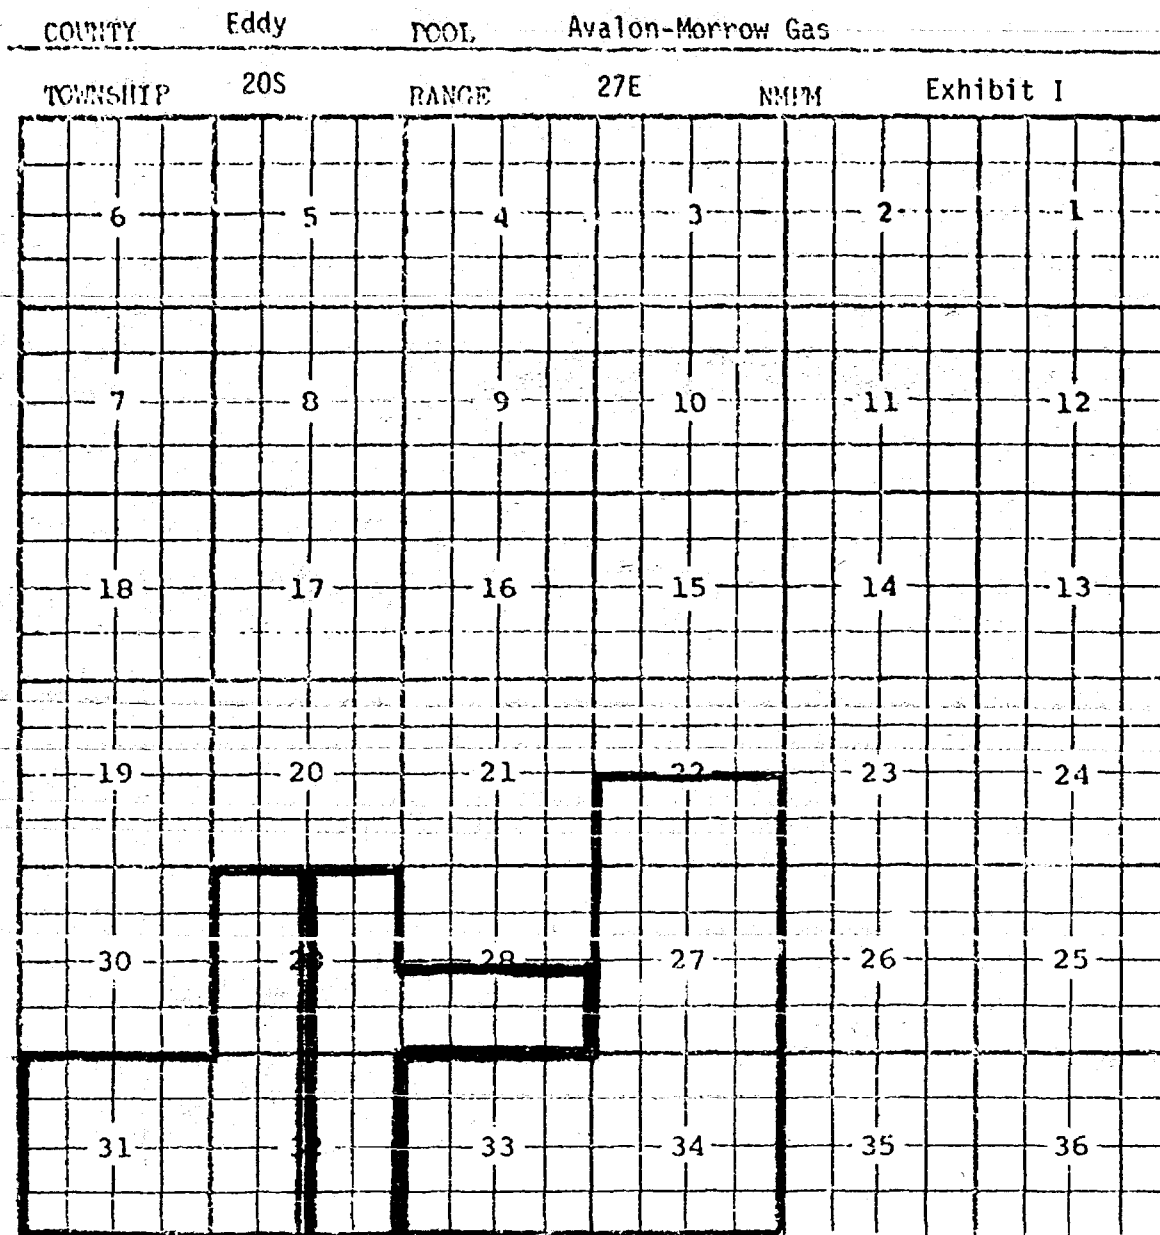 COUNTY Eddy POOL Avalon-Morrow Gas
TOWNSHIP 20S RANGE 27E NMPM Exhibit I
6 5 4 3 2 1
7 8 9 10 11 12
18 17 16 15 14 13
19 20 21 22 23 24
30 28 27 26 25
31 33 34 35 36